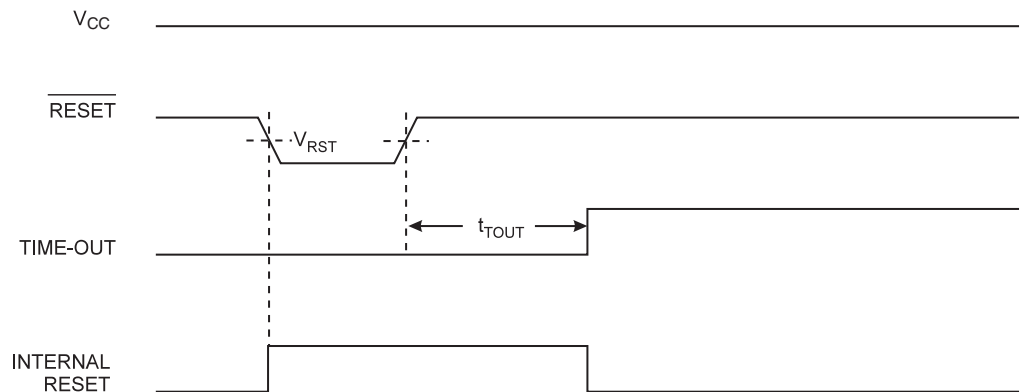 VCC
RESET
VRST
tTOUT
TIME-OUT
INTERNAL
RESET